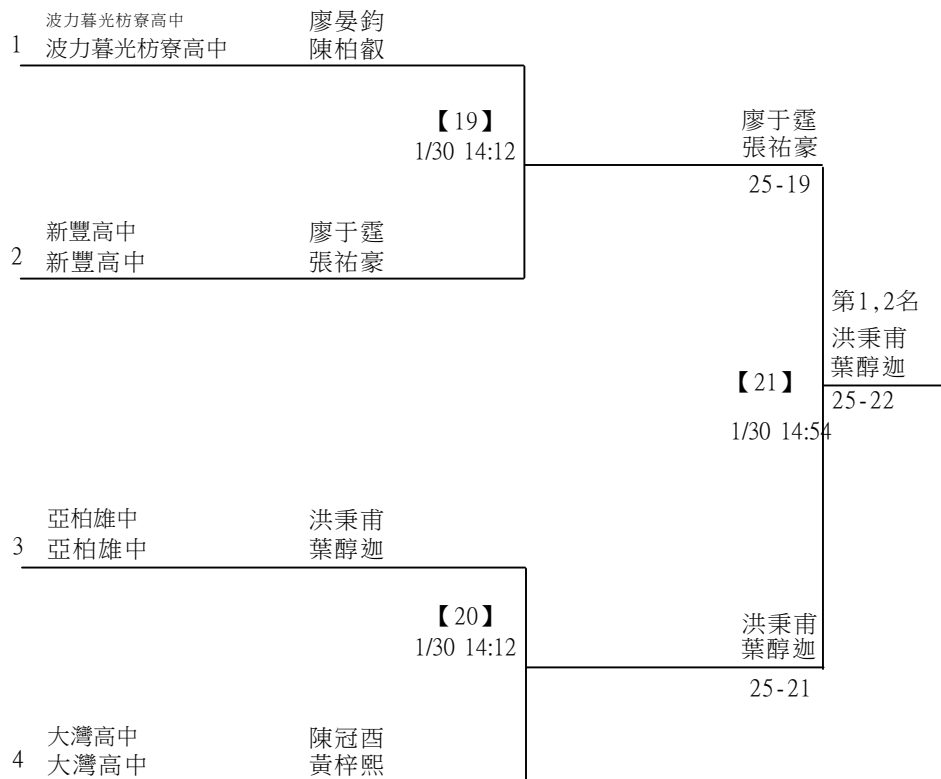 波力暮光枋寮高中 廖晏鈞
1 波力暮光枋寮高中 陳柏叡
【19】
1/30 14:12
廖于霆
張祐豪
25-19
新豐高中 廖于霆
2 新豐高中 張祐豪
第1,2名
洪秉甫
葉醇迦
【21】
25-22
1/30 14:54
亞柏雄中 洪秉甫
3 亞柏雄中 葉醇迦
【20】
1/30 14:12
洪秉甫
葉醇迦
25-21
大灣高中 陳冠酉
4 大灣高中 黃梓熙